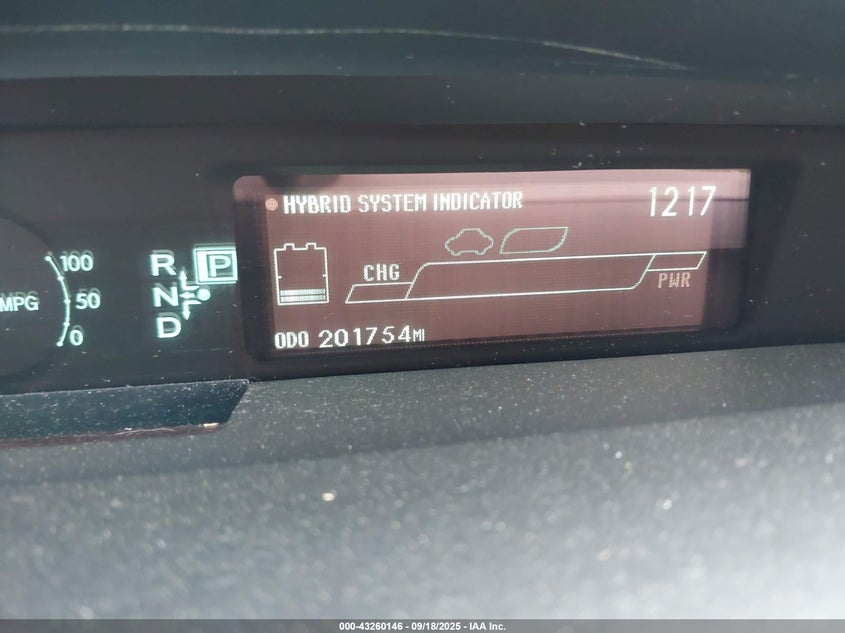 HYBRID SYSTEM INDICATOR 1217
100
R P
CHG
MPG 50 N
PWR
0 D
ODO 201754MI
000-43260146 - 09/18/2025 - IAA Inc.